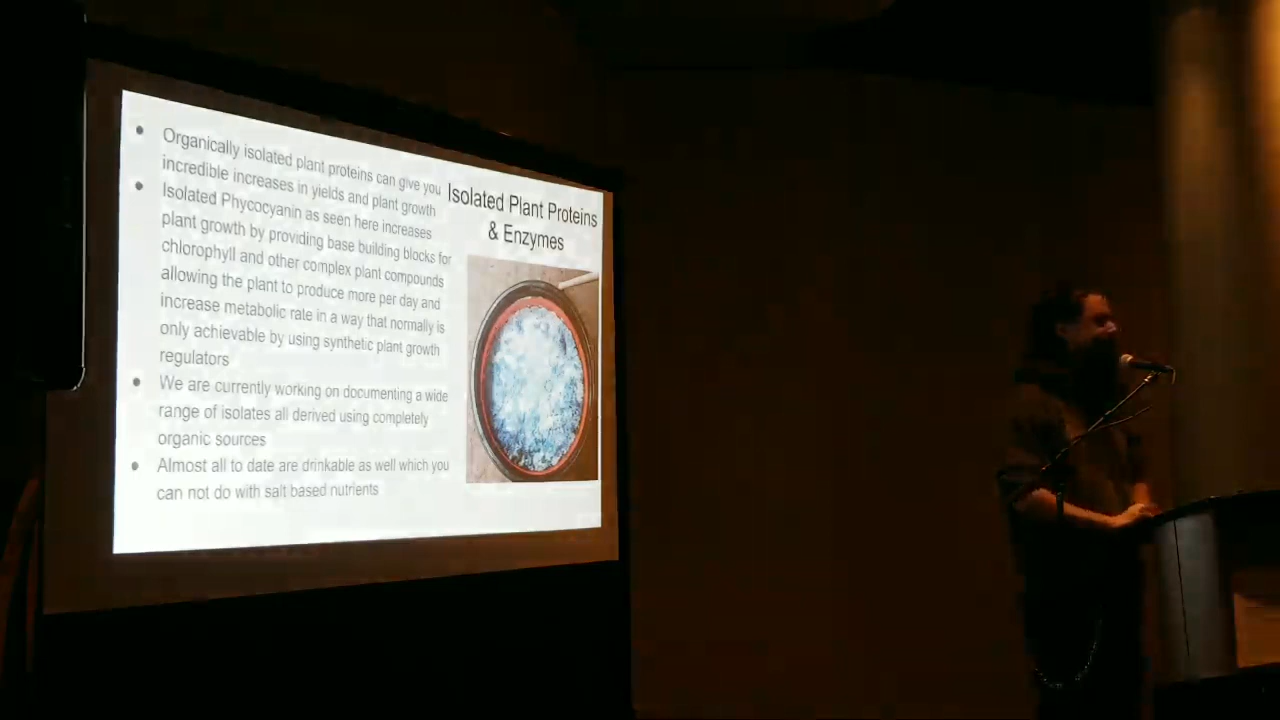 Isolated Plant Proteins
& Enzymes
• Organically isolated plant proteins can give you
incredible increases in yields and plant growth
• Isolated Phycocyanin as seen here increases
plant growth by providing base building blocks for
chlorophyll and other complex plant compounds
allowing the plant to produce more per day and
increase metabolic rate in a way that normally is
only achievable by using synthetic plant growth
regulators
• We are currently working on documenting a wide
range of isolates all derived using completely
organic sources
• Almost all to date are drinkable as well which you
can not do with salt based nutrients